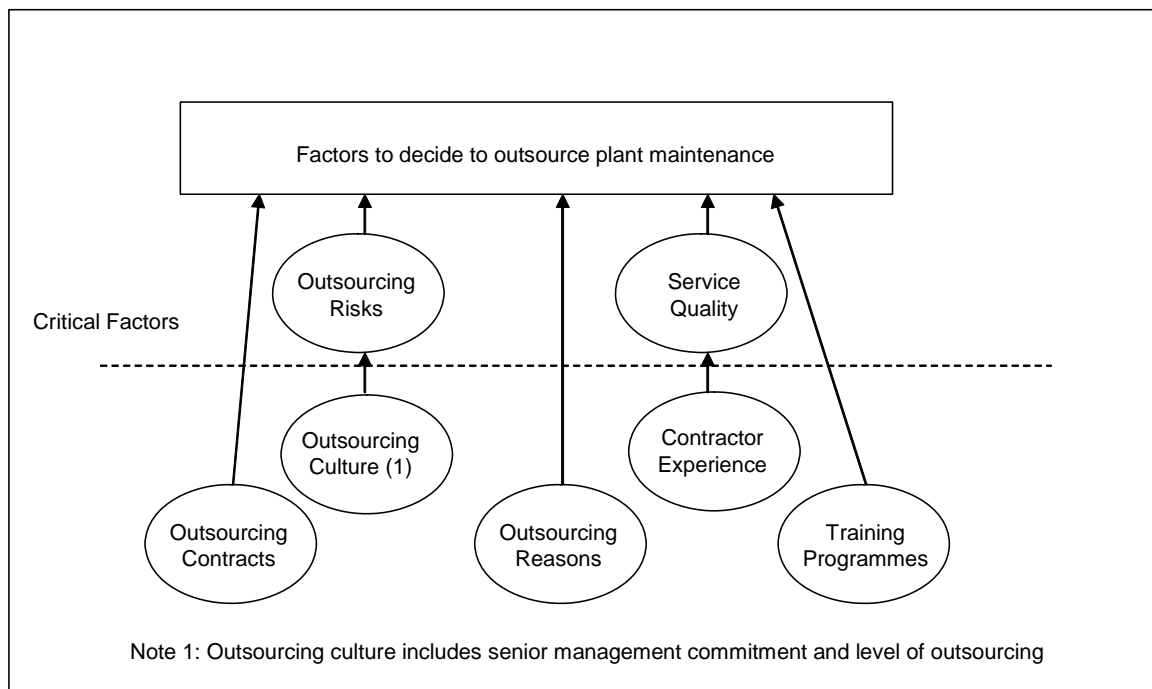 Factors to decide to outsource plant maintenance
Outsourcing
Risks
Service
Quality
Critical Factors
Outsourcing
Culture (1)
Contractor
Experience
Outsourcing
Contracts
Outsourcing
Reasons
Training
Programmes
Note 1: Outsourcing culture includes senior management commitment and level of outsourcing